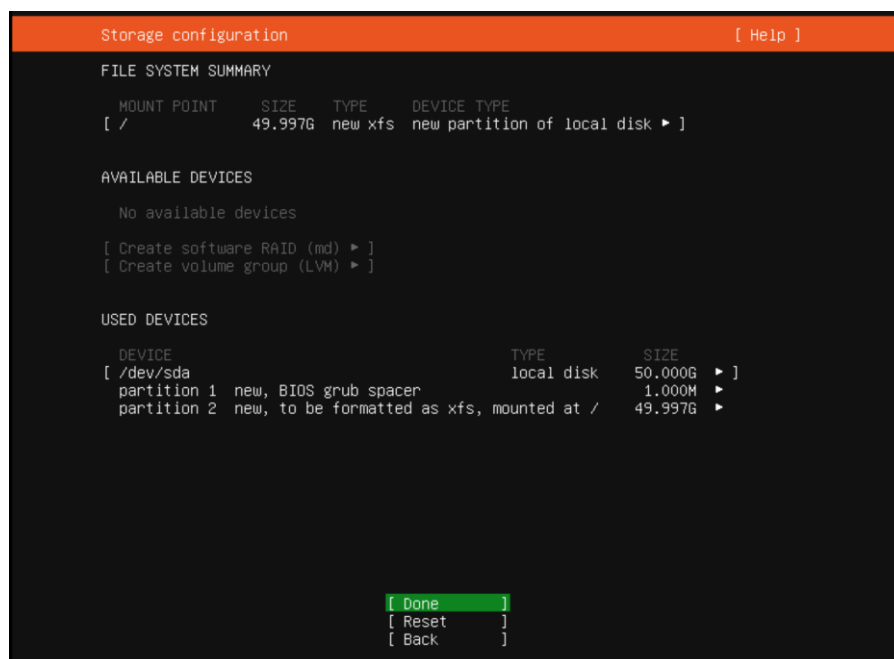 Storage configuration [ Help ]
FILE SYSTEM SUMMARY
MOUNT POINT SIZE TYPE DEVICE TYPE
[ / 49.997G new xfs new partition of local disk ► ]
AVAILABLE DEVICES
No available devices
[ Create software RAID (md) ► ]
[ Create volume group (LVM) ► ]
USED DEVICES
DEVICE TYPE SIZE
[ /dev/sda local disk 50.000G ► ]
partition 1 new, BIOS grub spacer 1.000M ►
partition 2 new, to be formatted as xfs, mounted at / 49.997G ►
[ Done ]
[ Reset ]
[ Back ]